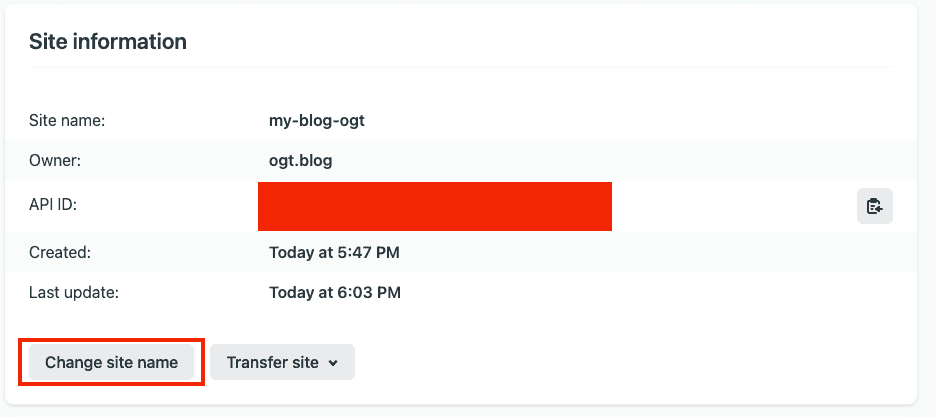 Site information
Site name: my-blog-ogt
Owner: ogt.blog
API ID:
Created: Today at 5:47 PM
Last update: Today at 6:03 PM
Change site name Transfer site